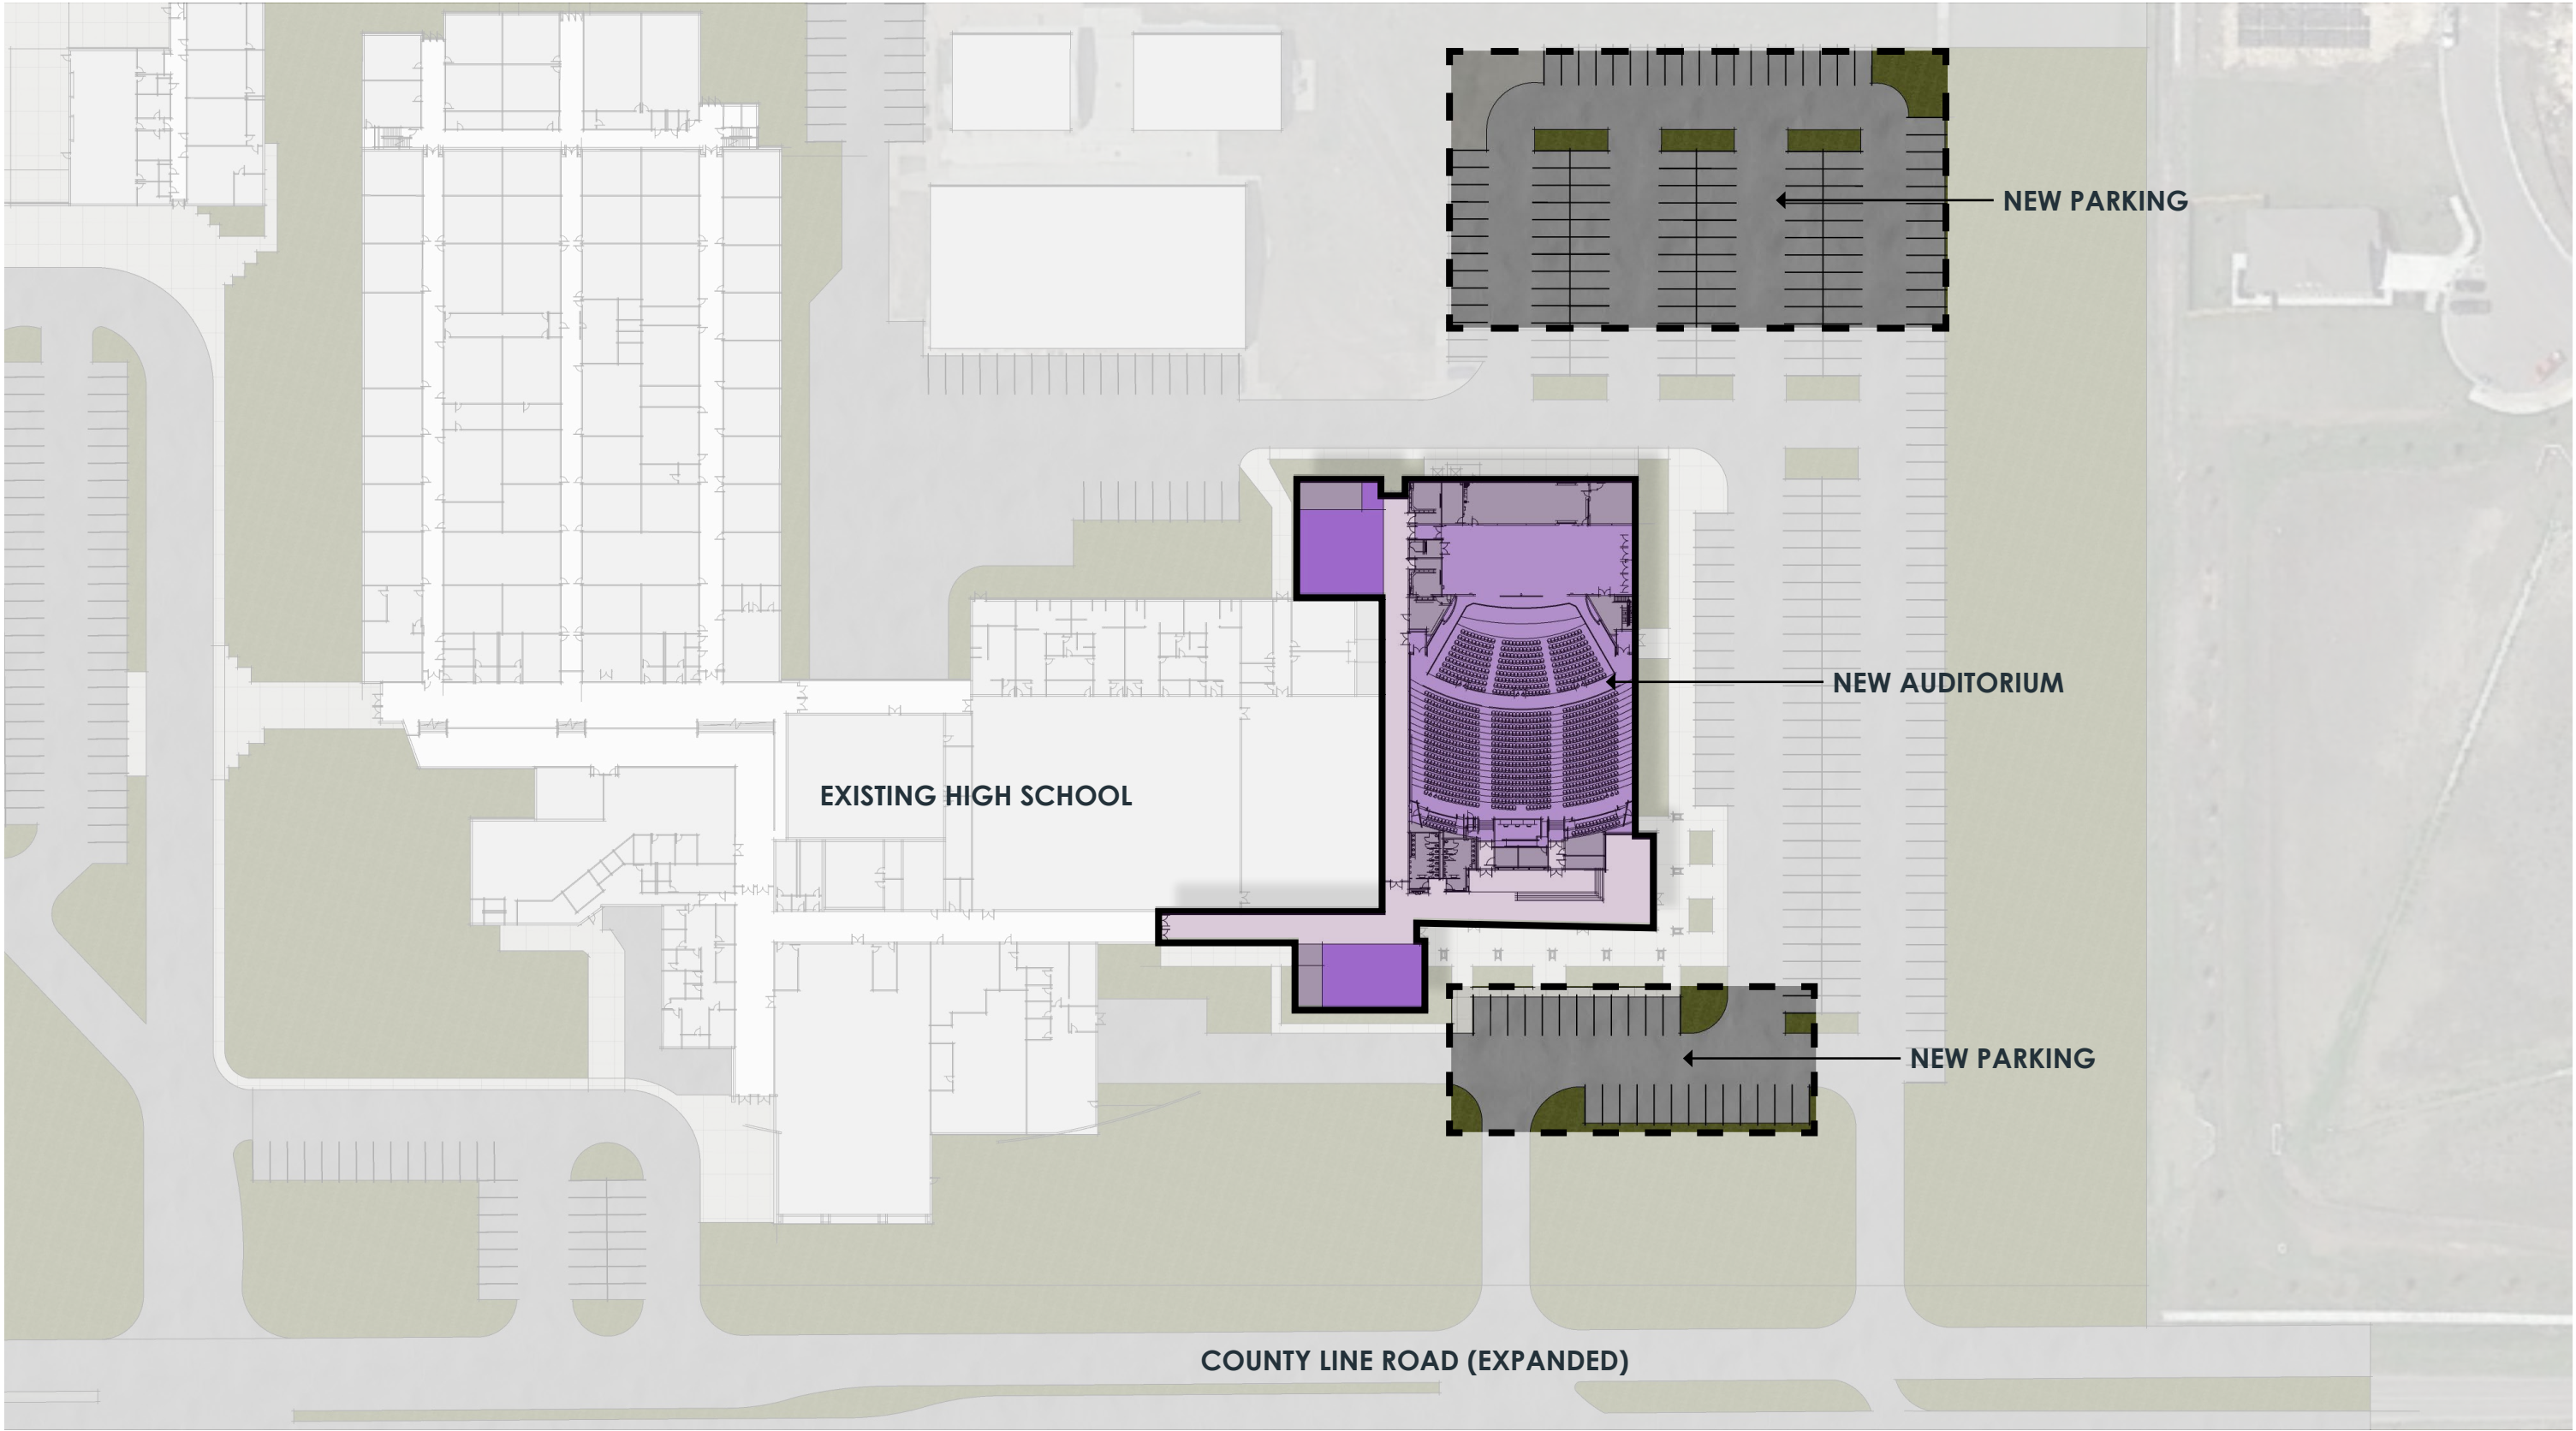 NEW PARKING
NEW AUDITORIUM
EXISTING HIGH SCHOOL
NEW PARKING
COUNTY LINE ROAD (EXPANDED)